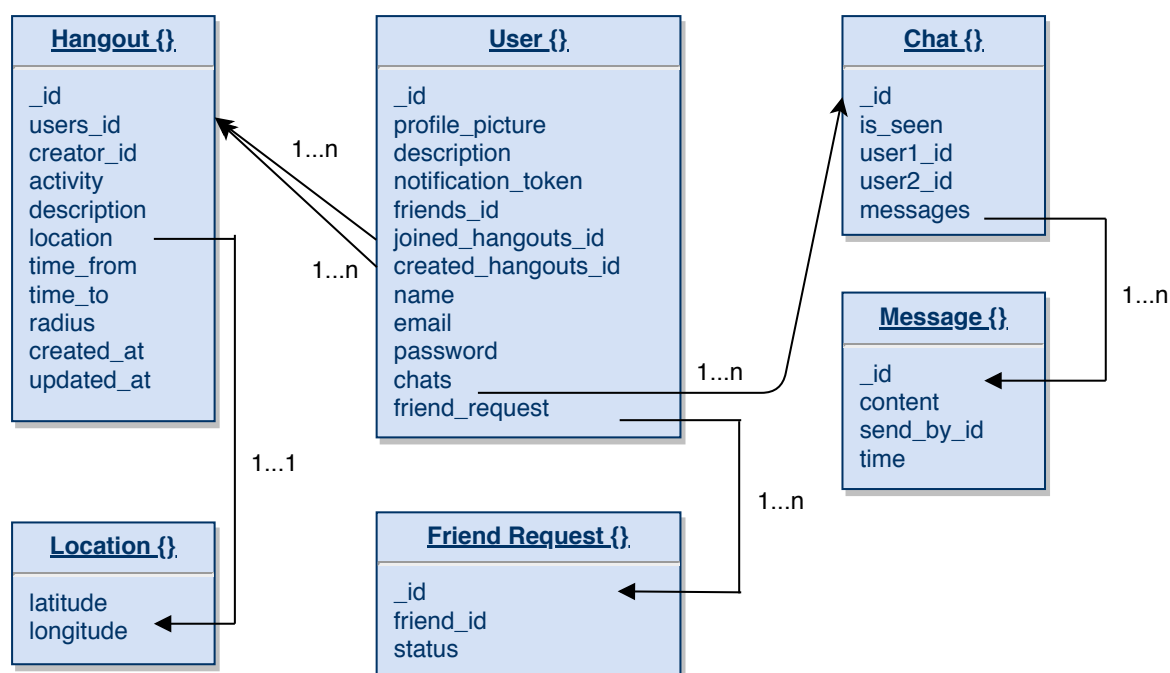 Hangout {}
_id
users_id
creator_id
activity
description
location
time_from
time_to
radius
created_at
updated_at
1...n
1...n
User {}
_id
profile_picture
description
notification_token
friends_id
joined_hangouts_id
created_hangouts_id
name
email
password
chats
friend_request
1...n
Chat {}
_id
is_seen
user1_id
user2_id
messages
1...n
Message {}
_id
content
send_by_id
time
1...1
1...n
Location {}
latitude
longitude
Friend Request {}
_id
friend_id
status